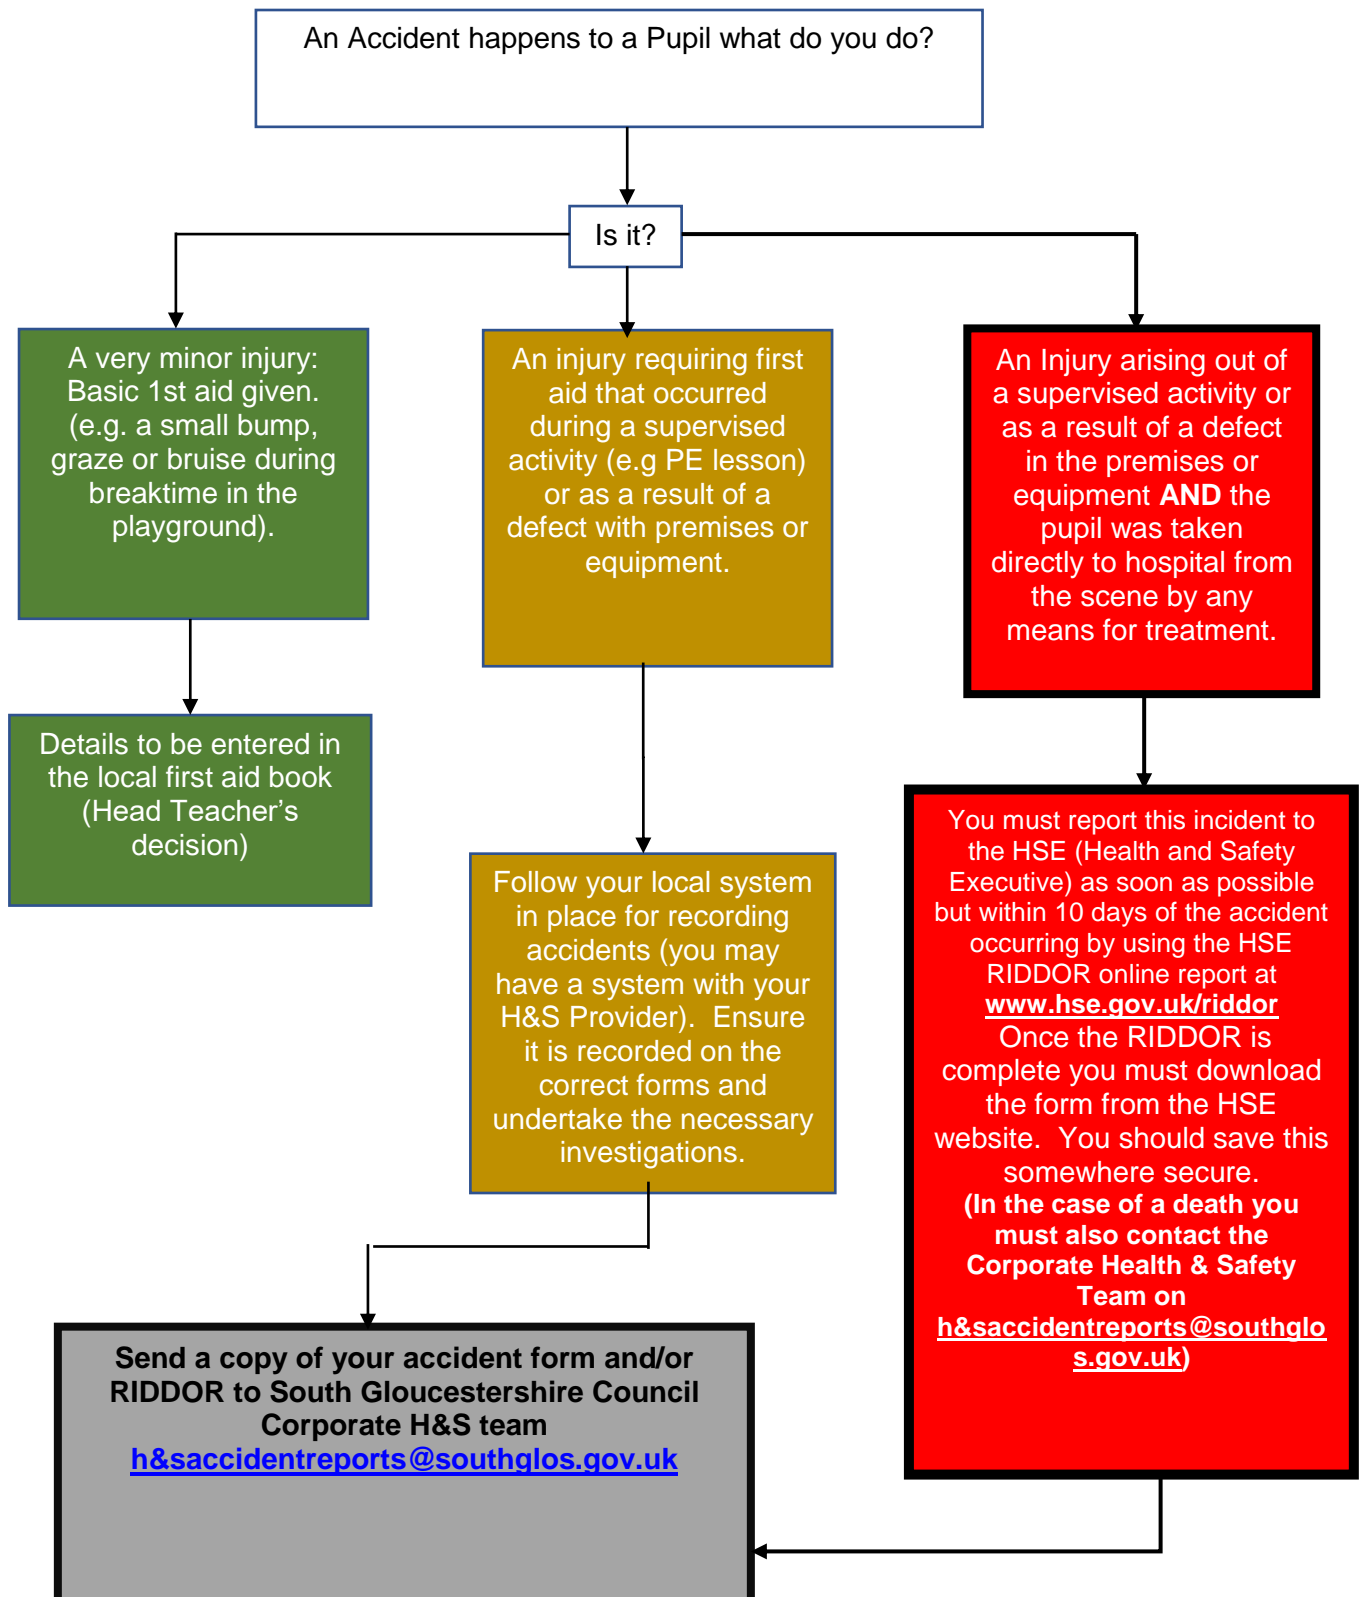 An Accident happens to a Pupil what do you do?
Is it?
A very minor injury:
Basic 1st aid given.
(e.g. a small bump,
graze or bruise during
breaktime in the
playground).
An injury requiring first
aid that occurred
during a supervised
activity (e.g PE lesson)
or as a result of a
defect with premises or
equipment.
An Injury arising out of
a supervised activity or
as a result of a defect
in the premises or
equipment AND the
pupil was taken
directly to hospital from
the scene by any
means for treatment.
Details to be entered in
the local first aid book
(Head Teacher’s
decision)
Follow your local system
in place for recording
accidents (you may
have a system with your
H&S Provider).  Ensure
it is recorded on the
correct forms and
undertake the necessary
investigations.
You must report this incident to
the HSE (Health and Safety
Executive) as soon as possible
but within 10 days of the accident
occurring by using the HSE
RIDDOR online report at
www.hse.gov.uk/riddor
Once the RIDDOR is
complete you must download
the form from the HSE
website.  You should save this
somewhere secure.
(In the case of a death you
must also contact the
Corporate Health & Safety
Team on
h&saccidentreports@southglo
s.gov.uk)
Send a copy of your accident form and/or
RIDDOR to South Gloucestershire Council
Corporate H&S team
h&saccidentreports@southglos.gov.uk